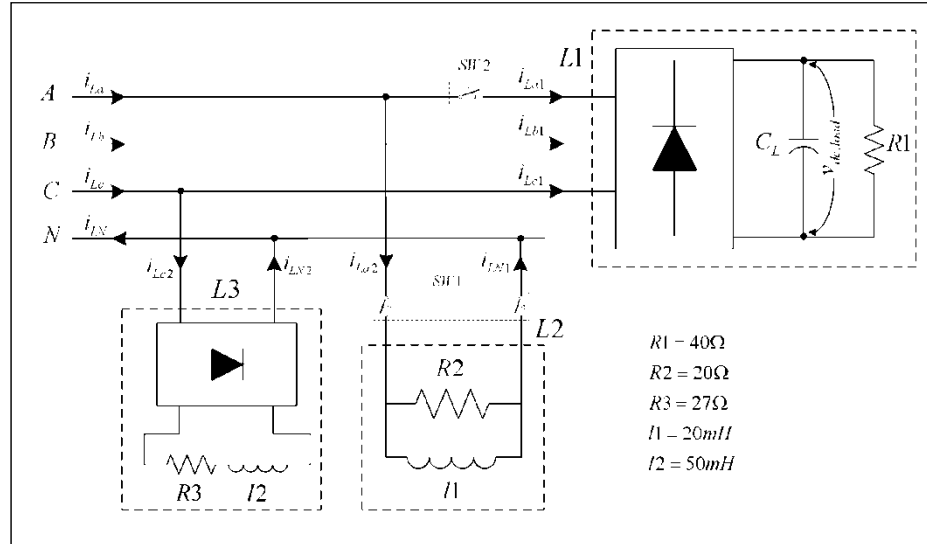 L1
SW2
A i_La i_La1
B i_Lb i_Lb1
C i_Lc i_Lc1
N i_LN
C_L v_dc,load R1
i_Lc2 i_LN2 i_La2 SW1 i_LN1
L3
L2
R2
R3 l2
l1
R1 = 40Ω
R2 = 20Ω
R3 = 27Ω
l1 = 20mH
l2 = 50mH